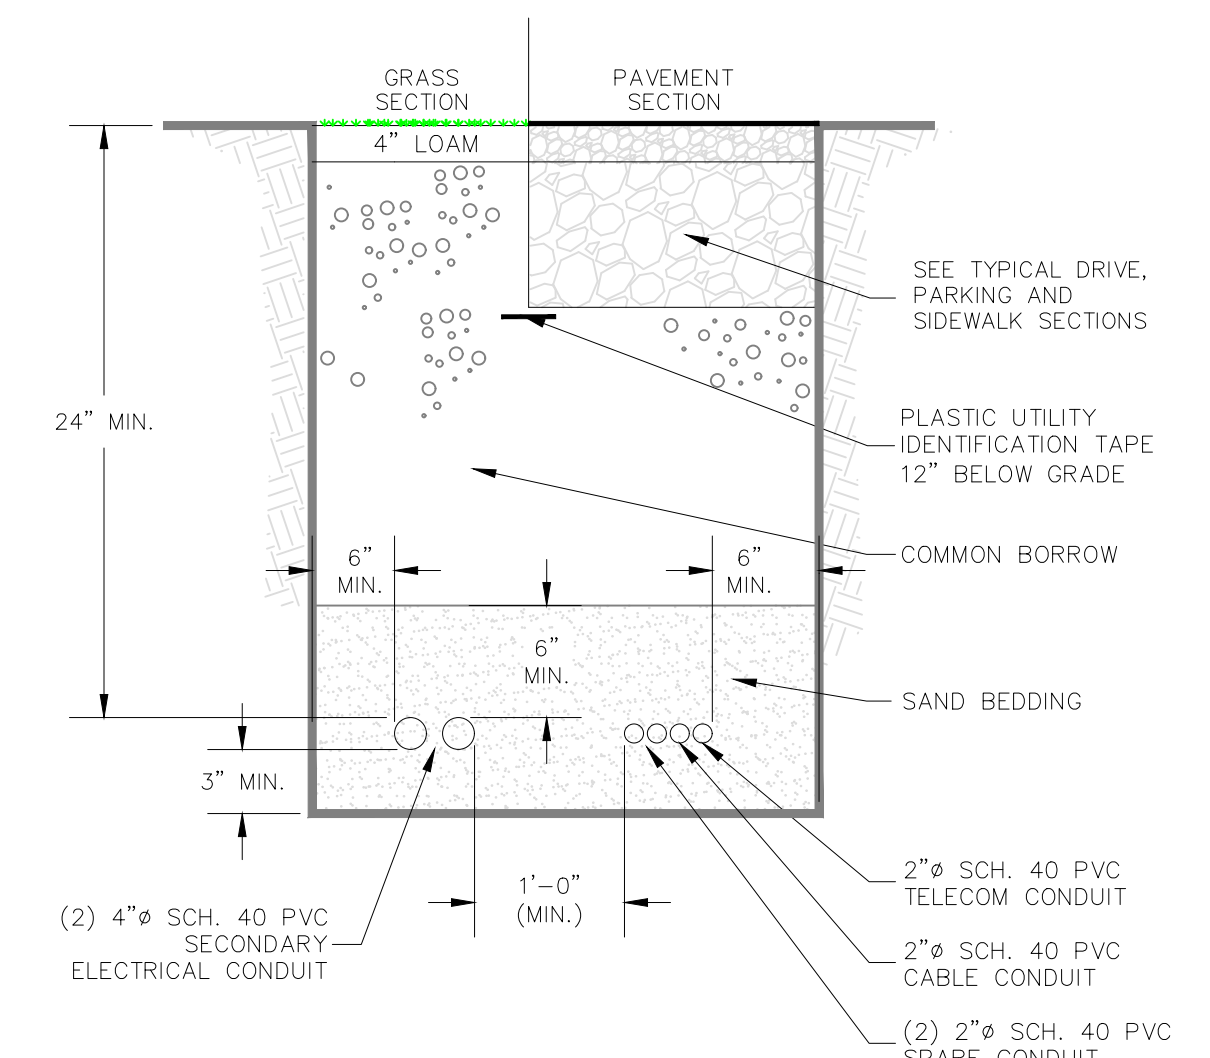 GRASS
SECTION
PAVEMENT
SECTION
4” LOAM
SEE TYPICAL DRIVE,
PARKING AND
SIDEWALK SECTIONS
24” MIN.
PLASTIC UTILITY
IDENTIFICATION TAPE
12” BELOW GRADE
COMMON BORROW
6”
MIN.
6”
MIN.
6”
MIN.
SAND BEDDING
3” MIN.
1’-0”
(MIN.)
2”ø SCH. 40 PVC
TELECOM CONDUIT
(2) 4”ø SCH. 40 PVC
SECONDARY
ELECTRICAL CONDUIT
2”ø SCH. 40 PVC
CABLE CONDUIT
(2) 2”ø SCH. 40 PVC
SPARE CONDUIT